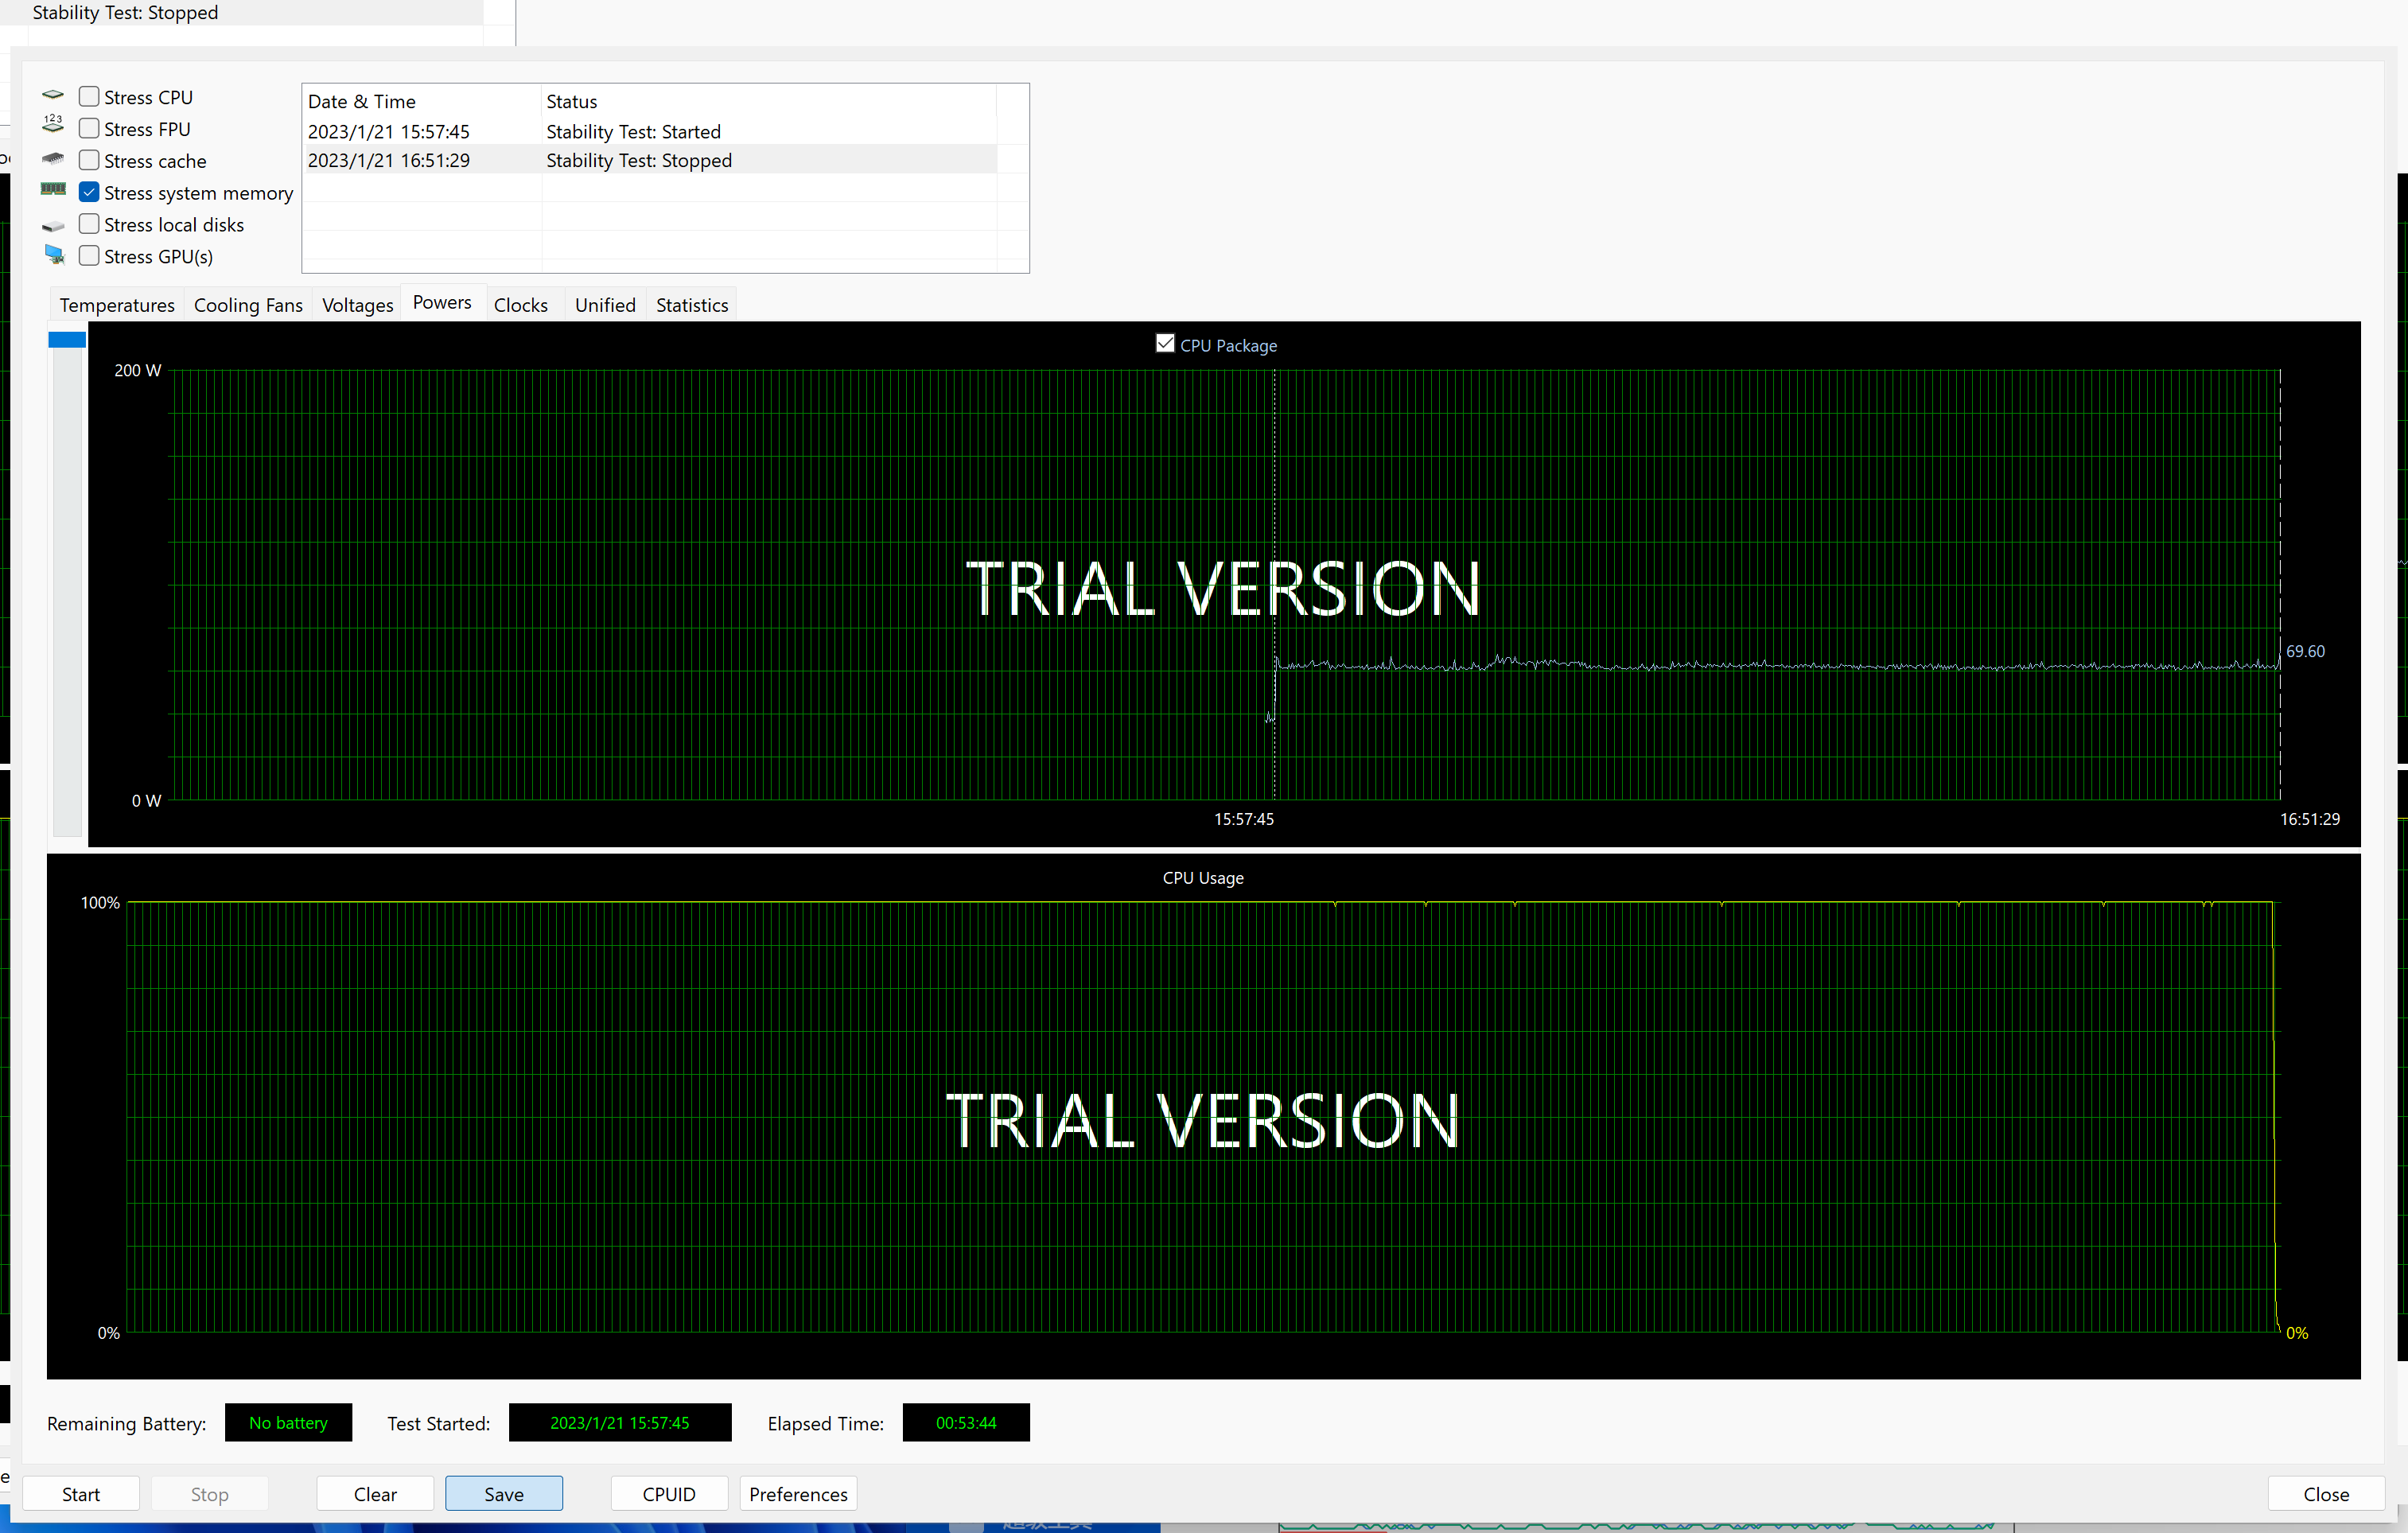 Stability Test: Stopped
Stress CPU
Stress FPU
Stress cache
Stress system memory
Stress local disks
Stress GPU(s)
Date & Time Status
2023/1/21 15:57:45 Stability Test: Started
2023/1/21 16:51:29 Stability Test: Stopped
Temperatures Cooling Fans Voltages Powers Clocks Unified Statistics
CPU Package
200 W
TRIAL VERSION
69.60
0 W
15:57:45 16:51:29
CPU Usage
100%
TRIAL VERSION
0% 0%
Remaining Battery: No battery Test Started: 2023/1/21 15:57:45 Elapsed Time: 00:53:44
Start Stop Clear Save CPUID Preferences Close